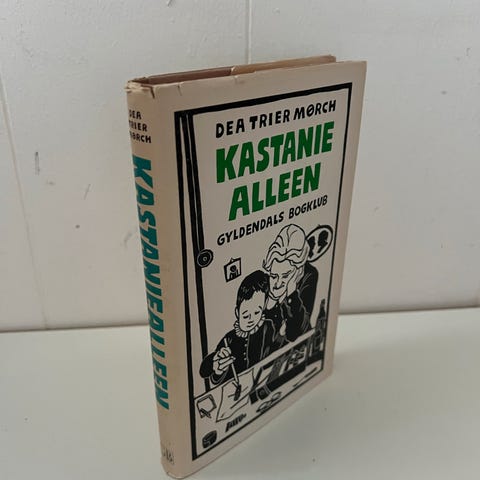 DEA TRIER MØRCH
KASTANIE
ALLEEN
GYLDENDALS BOGKLUB
DEA
TRIER
MØRCH
KASTANIEALLEEN